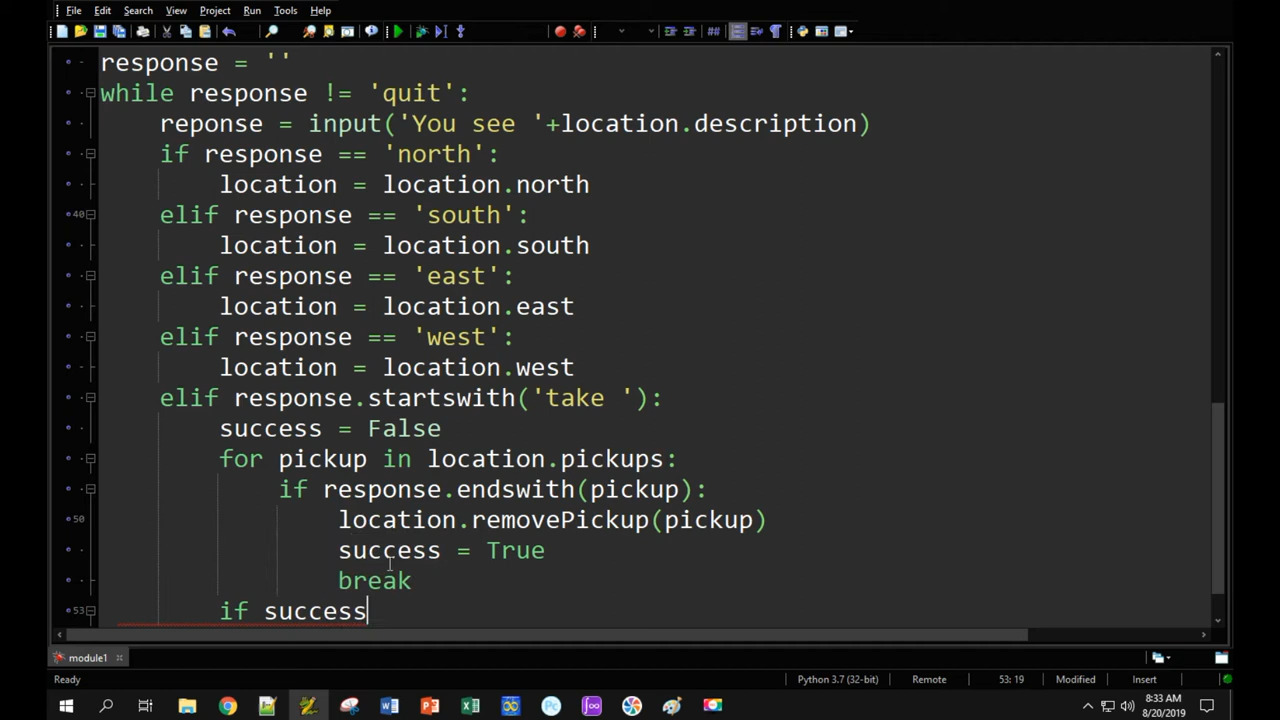 File Edit Search View Project Run Tools Help
response = ''
while response != 'quit':
reponse = input('You see '+location.description)
if response == 'north':
location = location.north
40 elif response == 'south':
location = location.south
elif response == 'east':
location = location.east
elif response == 'west':
location = location.west
elif response.startswith('take '):
success = False
for pickup in location.pickups:
if response.endswith(pickup):
50 location.removePickup(pickup)
success = True
break
53 if success
module1
Ready Python 3.7 (32-bit) Remote 53: 19 Modified Insert
8:33 AM
8/20/2019